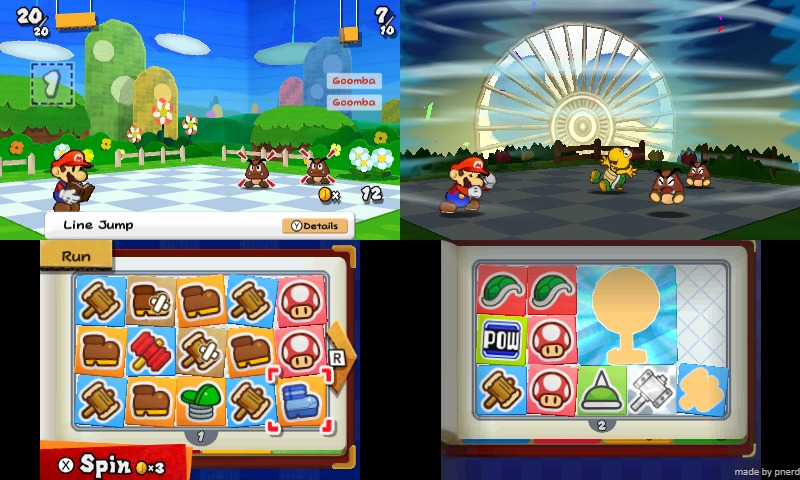 20/20
7/10
1
Goomba
Goomba
× 12
Line Jump
Ⓨ Details
Run
POW
R
1
2
Ⓧ Spin ×3
made by pnerd